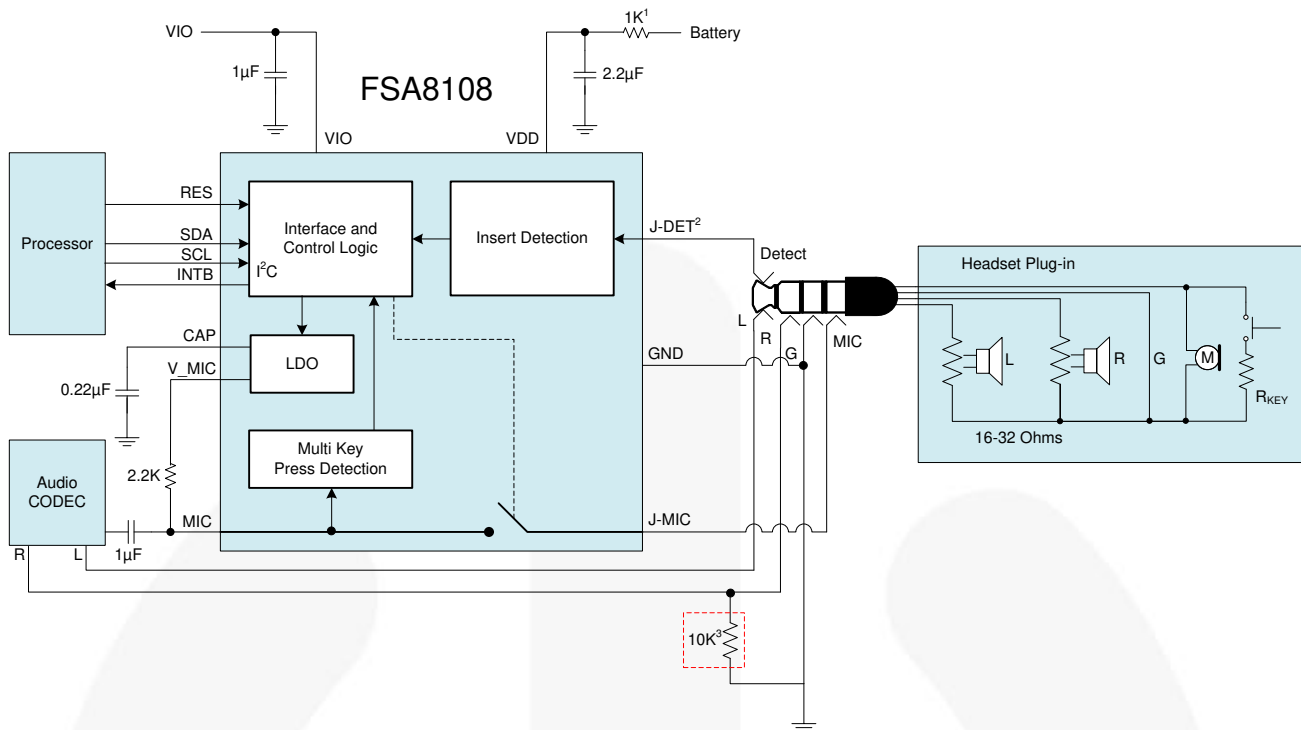 VIO
1K¹
Battery
1µF
2.2µF
FSA8108
VIO
VDD
Processor
RES
SDA
SCL
INTB
Interface and
Control Logic
I²C
Insert Detection
J-DET²
Detect
Headset Plug-in
L
R
G
MIC
CAP
V_MIC
LDO
GND
0.22µF
L
R
G
M
R_KEY
16-32 Ohms
Audio
CODEC
2.2K
Multi Key
Press Detection
MIC
J-MIC
1µF
R
L
10K³